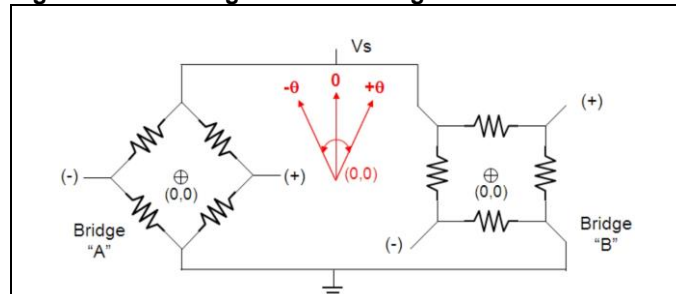 Vs
-θ 0 +θ
(+)
(-) (0,0) (+) (0,0) (0,0)
Bridge "A"
(-)
Bridge "B"